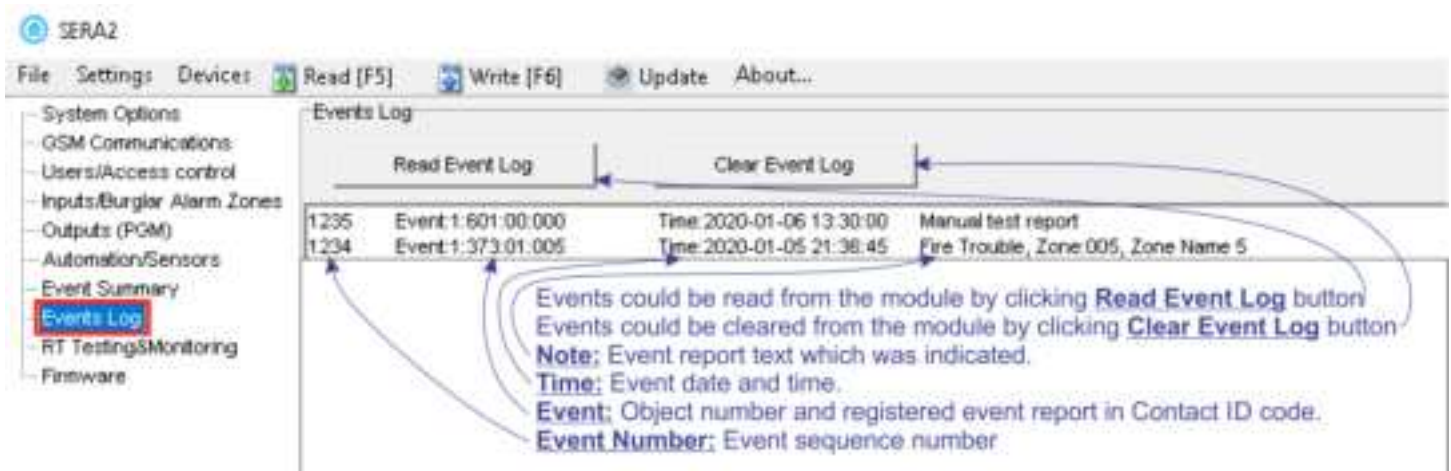 SERA2
File Settings Devices Read [F5] Write [F6] Update About...
System Options
GSM Communications
Users/Access control
Inputs/Burglar Alarm Zones
Outputs (PGM)
Automation/Sensors
Event Summary
Events Log
RT Testing&Monitoring
Firmware
Events Log
Read Event Log Clear Event Log
1235 Event:1:601:00:000 Time:2020-01-06 13:30:00 Manual test report
1234 Event:1:373:01:005 Time:2020-01-05 21:36:45 Fire Trouble, Zone:005, Zone Name 5
Events could be read from the module by clicking Read Event Log button
Events could be cleared from the module by clicking Clear Event Log button
Note: Event report text which was indicated.
Time: Event date and time.
Event: Object number and registered event report in Contact ID code.
Event Number: Event sequence number